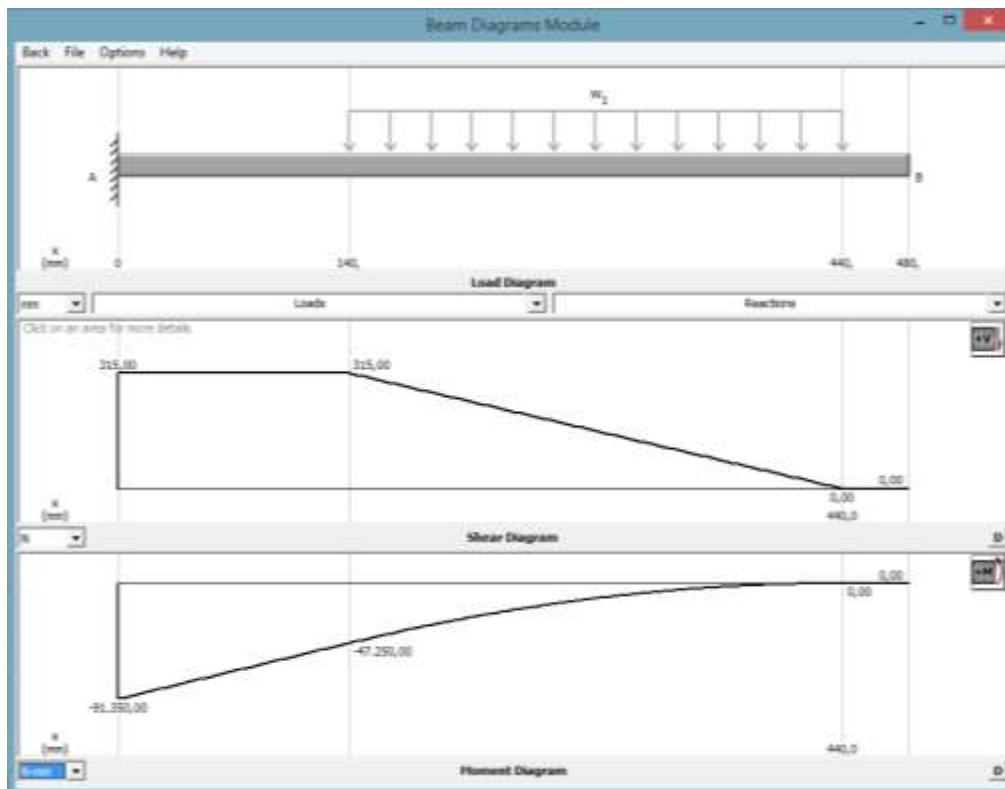 Beam Diagrams Module
Back File Options Help
w1
A
B
x
(mm) 0 140, 440, 480,
Load Diagram
Loads Reactions
Click on an area for more details
+V
315,00 315,00
0,00
0,00
x
(mm) 440,0
N Shear Diagram D
+M
0,00
0,00
-47.250,00
-91.350,00
x
(mm) 440,0
N-mm Moment Diagram D